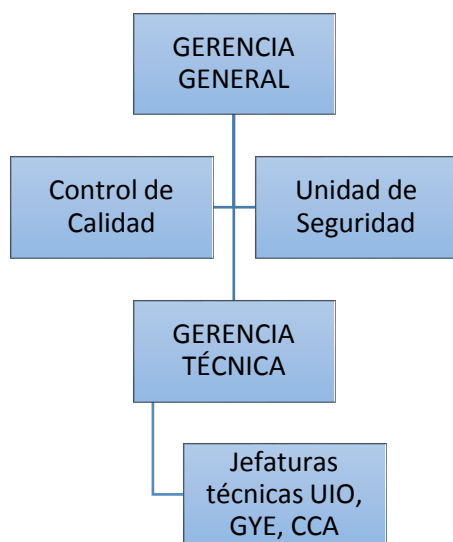 GERENCIA
GENERAL
Control de
Calidad
Unidad de
Seguridad
GERENCIA
TÉCNICA
Jefaturas
técnicas UIO,
GYE, CCA